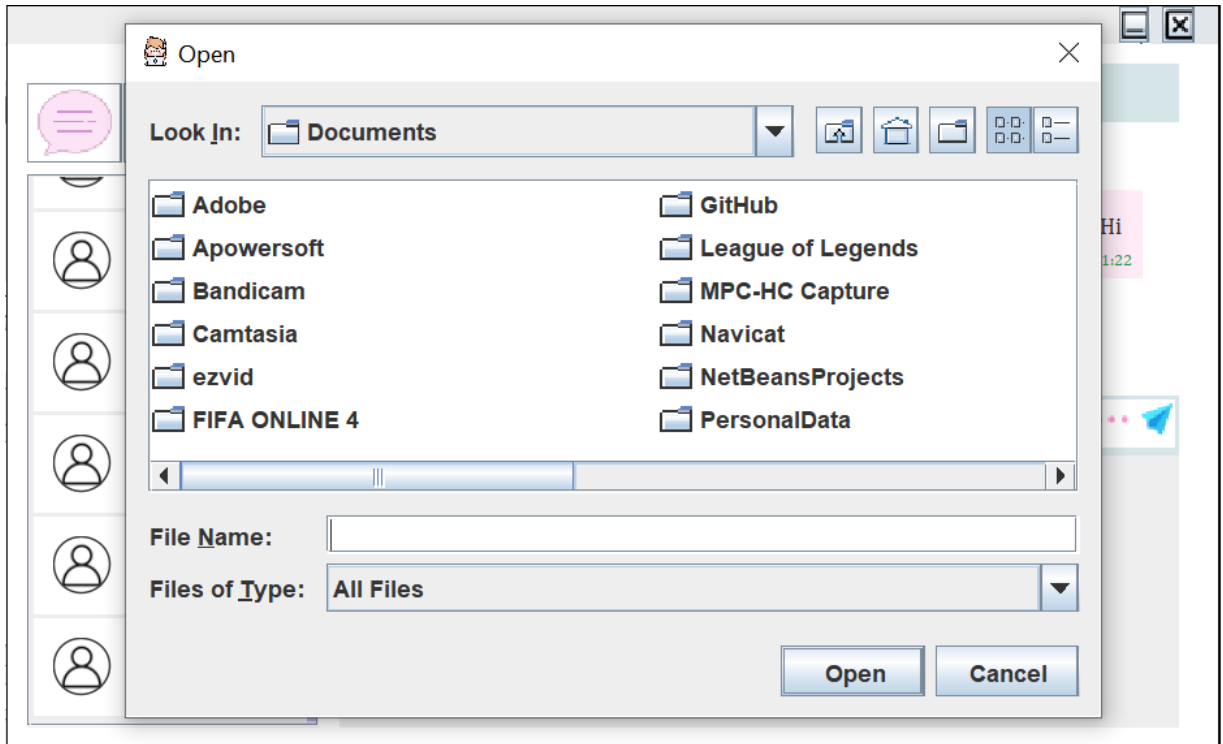 Open
Look In: Documents
Adobe
Apowersoft
Bandicam
Camtasia
ezvid
FIFA ONLINE 4
GitHub
League of Legends
MPC-HC Capture
Navicat
NetBeansProjects
PersonalData
Hi
1:22
File Name:
Files of Type: All Files
Open Cancel